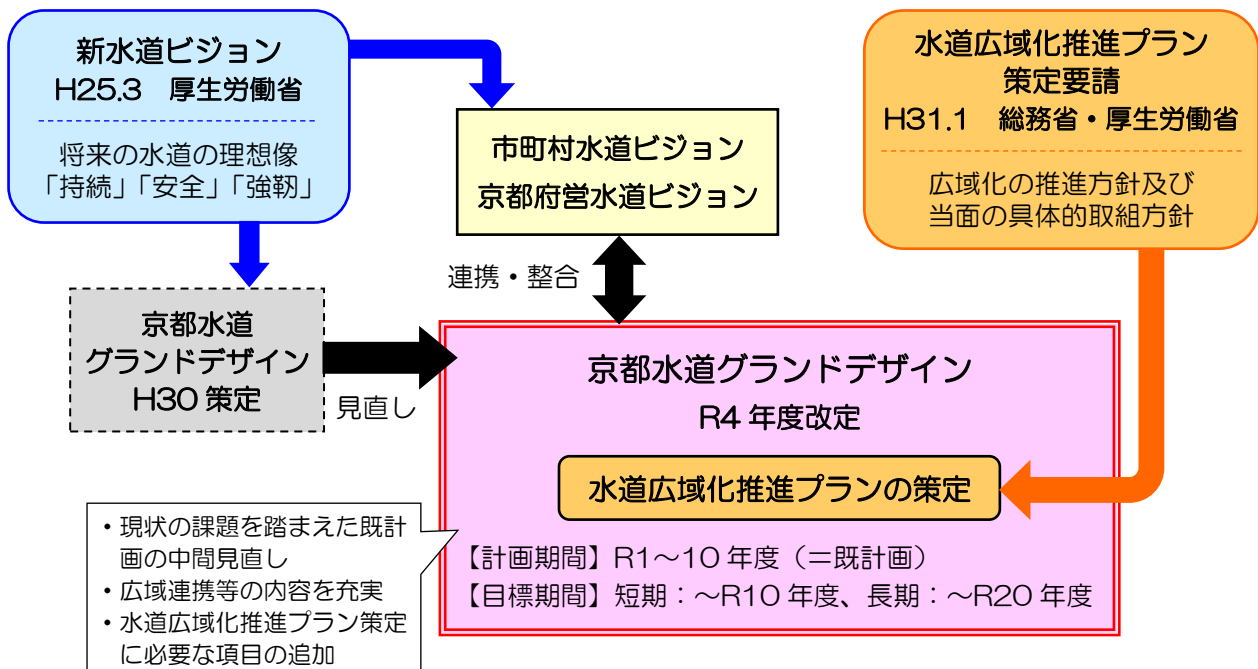 新水道ビジョン
H25.3　厚生労働省
将来の水道の理想像
「持続」「安全」「強靭」
水道広域化推進プラン
策定要請
H31.1　総務省・厚生労働省
広域化の推進方針及び
当面の具体的取組方針
市町村水道ビジョン
京都府営水道ビジョン
連携・整合
京都水道
グランドデザイン
H30 策定
見直し
京都水道グランドデザイン
R4 年度改定
水道広域化推進プランの策定
【計画期間】R1～10 年度（＝既計画）
【目標期間】短期：～R10 年度、長期：～R20 年度
・現状の課題を踏まえた既計
画の中間見直し
・広域連携等の内容を充実
・水道広域化推進プラン策定
に必要な項目の追加